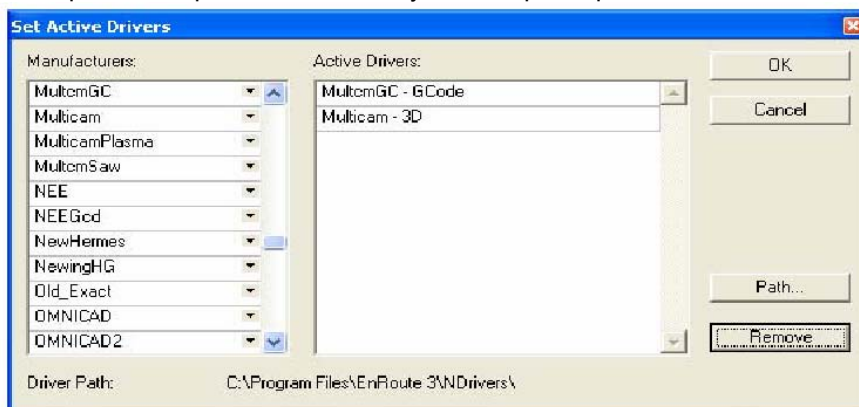 Set Active Drivers
Manufacturers:
MultcmGC
Multicam
MulticamPlasma
MultcmSaw
NEE
NEEGcd
NewHermes
NewingHG
Old_Exact
OMNICAD
OMNICAD2
Active Drivers:
MultcmGC - GCode
Multicam - 3D
OK
Cancel
Path...
Remove
Driver Path: C:\Program Files\EnRoute 3\NDrivers\